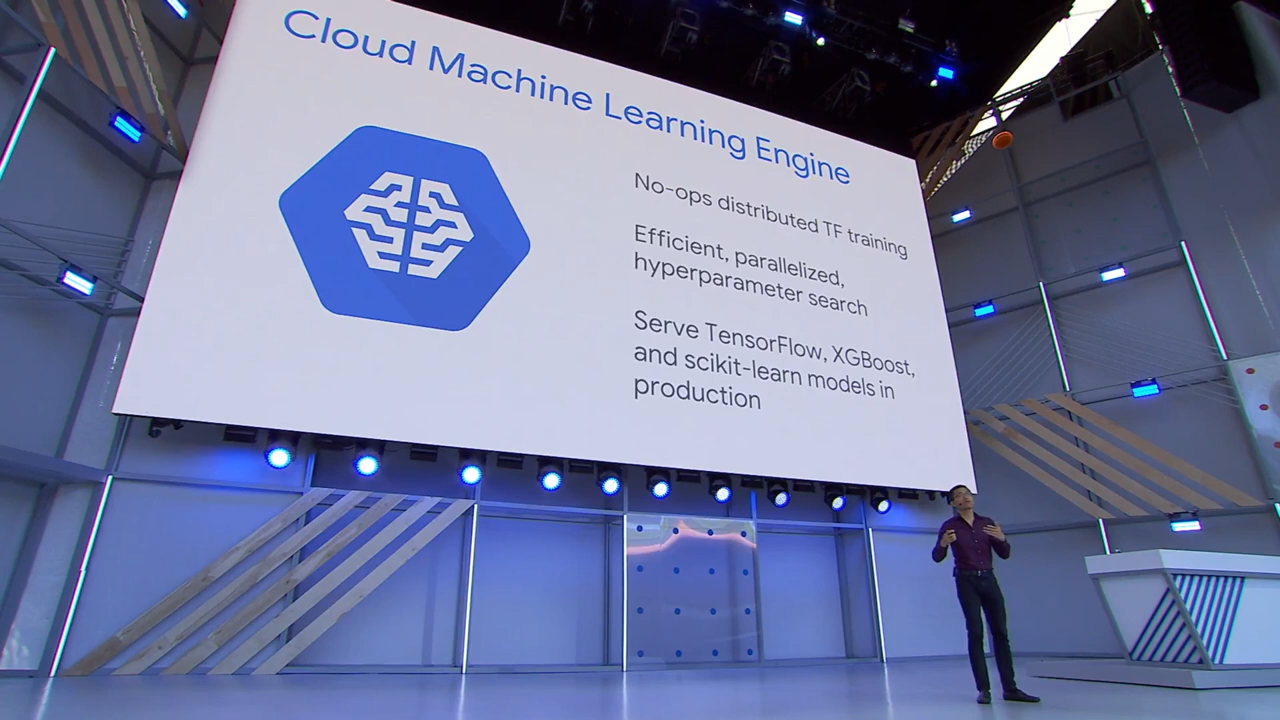 Cloud Machine Learning Engine
No-ops distributed TF training
Efficient, parallelized,
hyperparameter search
Serve TensorFlow, XGBoost,
and scikit-learn models in
production